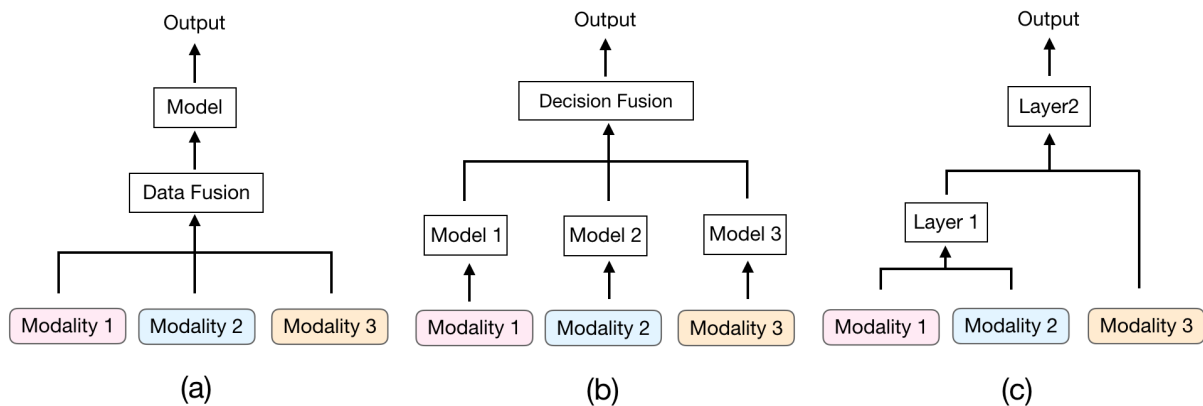 Output
Model
Data Fusion
Modality 1
Modality 2
Modality 3
(a)
Output
Decision Fusion
Model 1
Model 2
Model 3
Modality 1
Modality 2
Modality 3
(b)
Output
Layer2
Layer 1
Modality 1
Modality 2
Modality 3
(c)